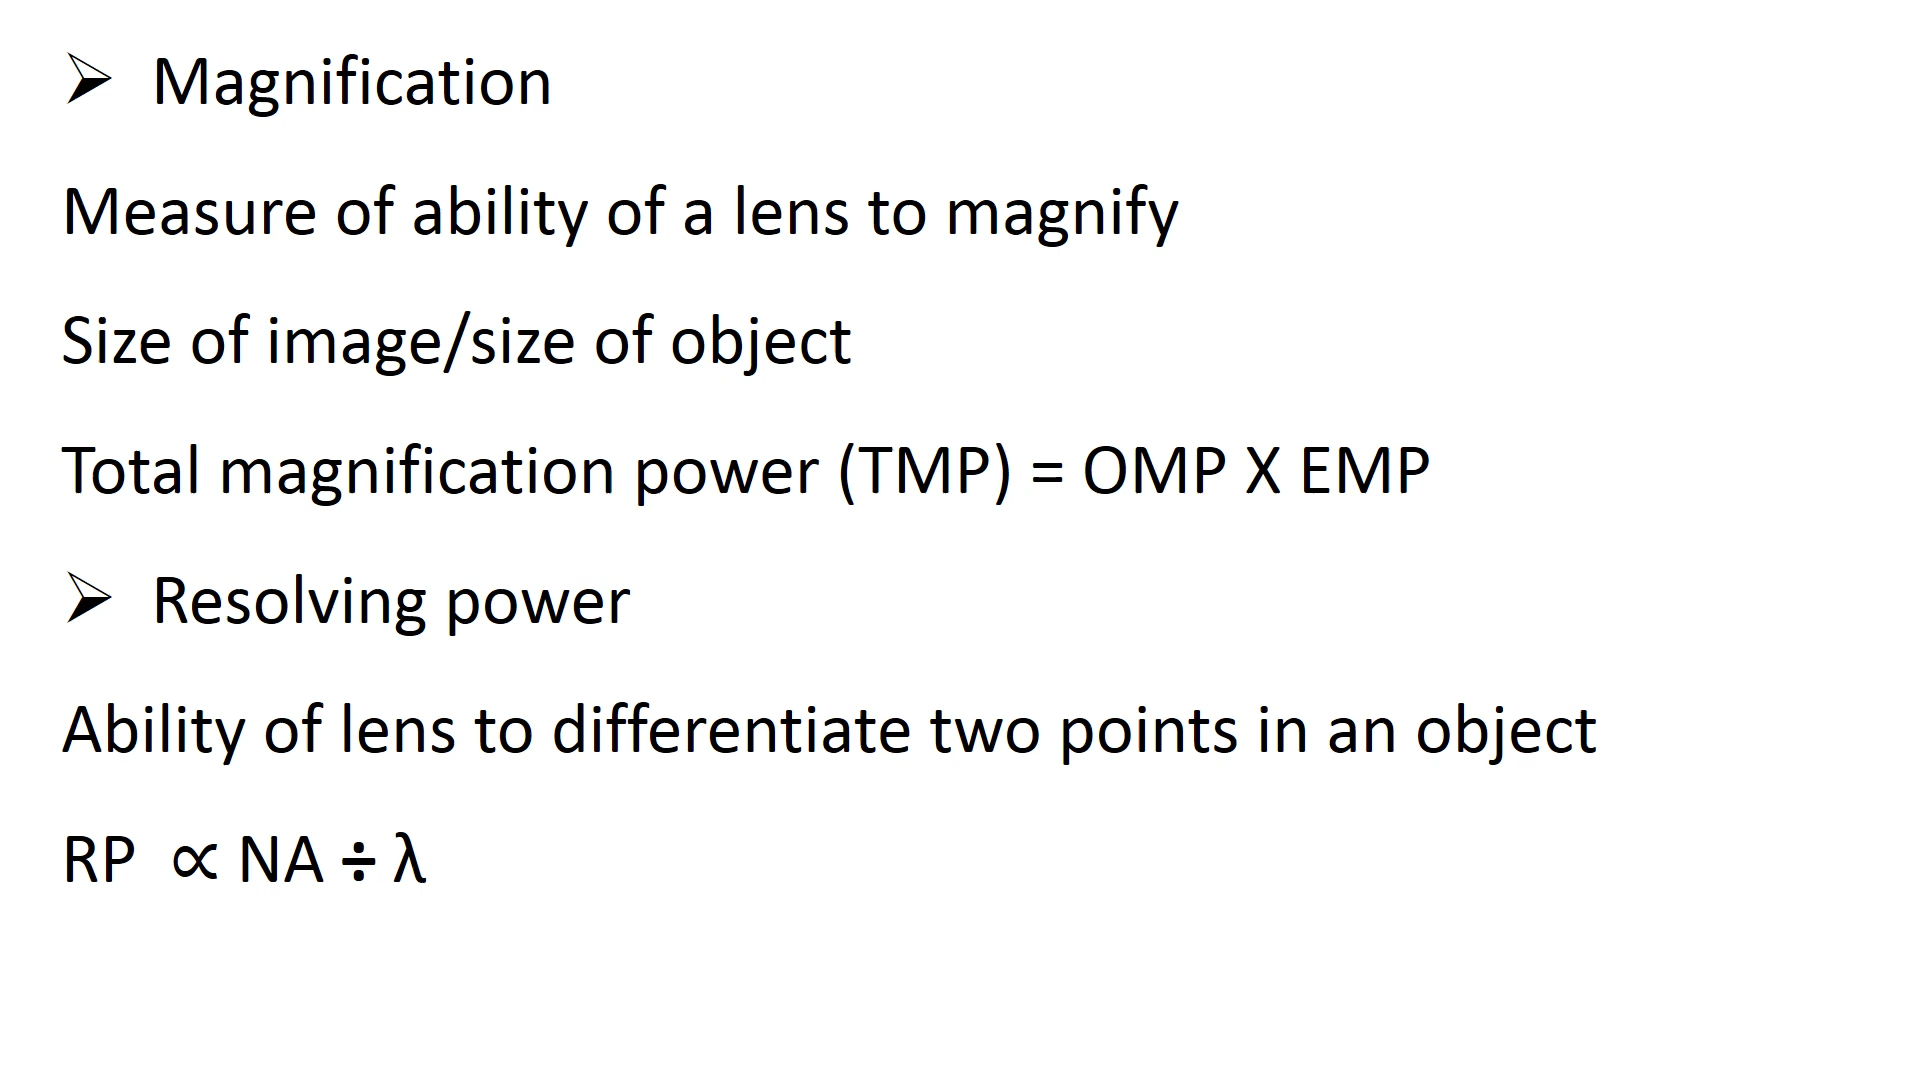 ➢ Magnification
Measure of ability of a lens to magnify
Size of image/size of object
Total magnification power (TMP) = OMP X EMP
➢ Resolving power
Ability of lens to differentiate two points in an object
RP ∝ NA ÷ λ